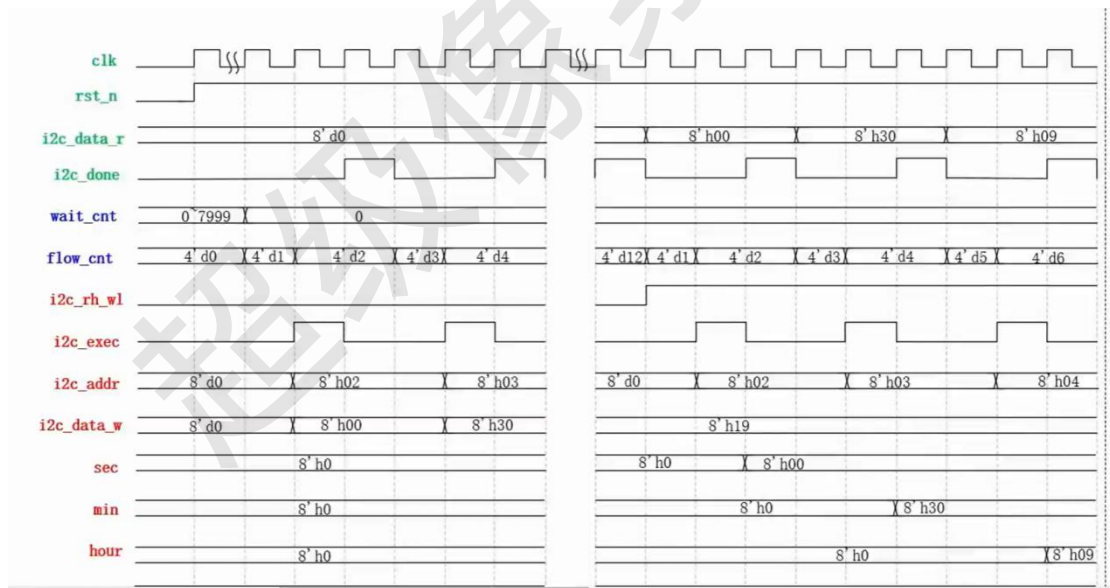 clk
rst_n
i2c_data_r 8'd0 8'h00 8'h30 8'h09
i2c_done
wait_cnt 0~7999 0
flow_cnt 4'd0 4'd1 4'd2 4'd3 4'd4 4'd12 4'd1 4'd2 4'd3 4'd4 4'd5 4'd6
i2c_rh_wl
i2c_exec
i2c_addr 8'd0 8'h02 8'h03 8'd0 8'h02 8'h03 8'h04
i2c_data_w 8'd0 8'h00 8'h30 8'h19
sec 8'h0 8'h0 8'h00
min 8'h0 8'h0 8'h30
hour 8'h0 8'h0 8'h09
超级像